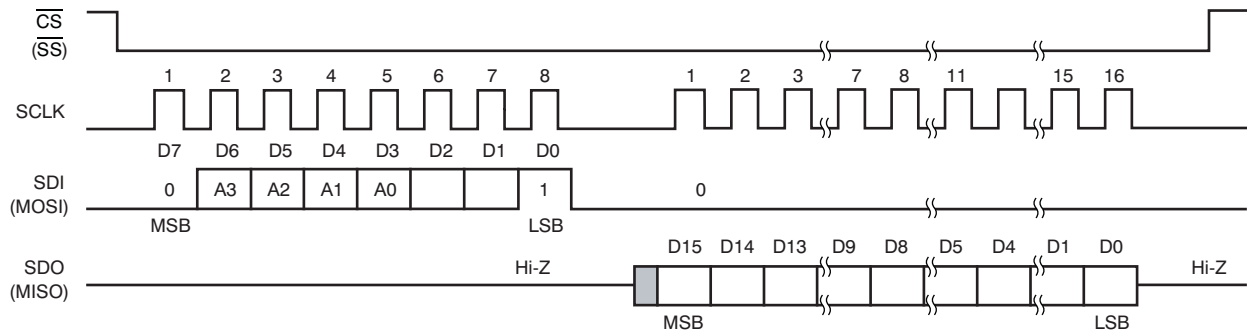 CS
(SS)
1 2 3 4 5 6 7 8 1 2 3 7 8 11 15 16
SCLK
D7 D6 D5 D4 D3 D2 D1 D0
SDI
(MOSI)
0 A3 A2 A1 A0 1 0
MSB LSB
D15 D14 D13 D9 D8 D5 D4 D1 D0
SDO
(MISO)
Hi-Z Hi-Z
MSB LSB